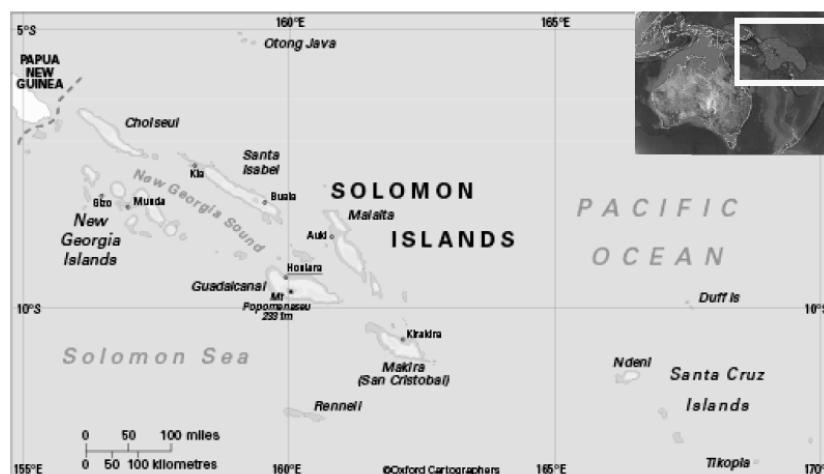 5°S
160°E
165°E
Otong Java
PAPUA
NEW
GUINEA
Choiseul
Santa
Isabel
Kia
Buala
New Georgia Sound
Gizo
Munda
New
Georgia
Islands
SOLOMON
ISLANDS
Malaita
Auki
PACIFIC
OCEAN
Honiara
Guadalcanal
Mt
Popomanaseu
2331m
Duff Is
10°S
10°S
Kirakira
Makira
(San Cristobal)
Solomon Sea
Ndeni
Santa Cruz
Islands
Rennell
Tikopia
0 50 100 miles
0 50 100 kilometres
155°E
160°E
165°E
170°E
©Oxford Cartographers